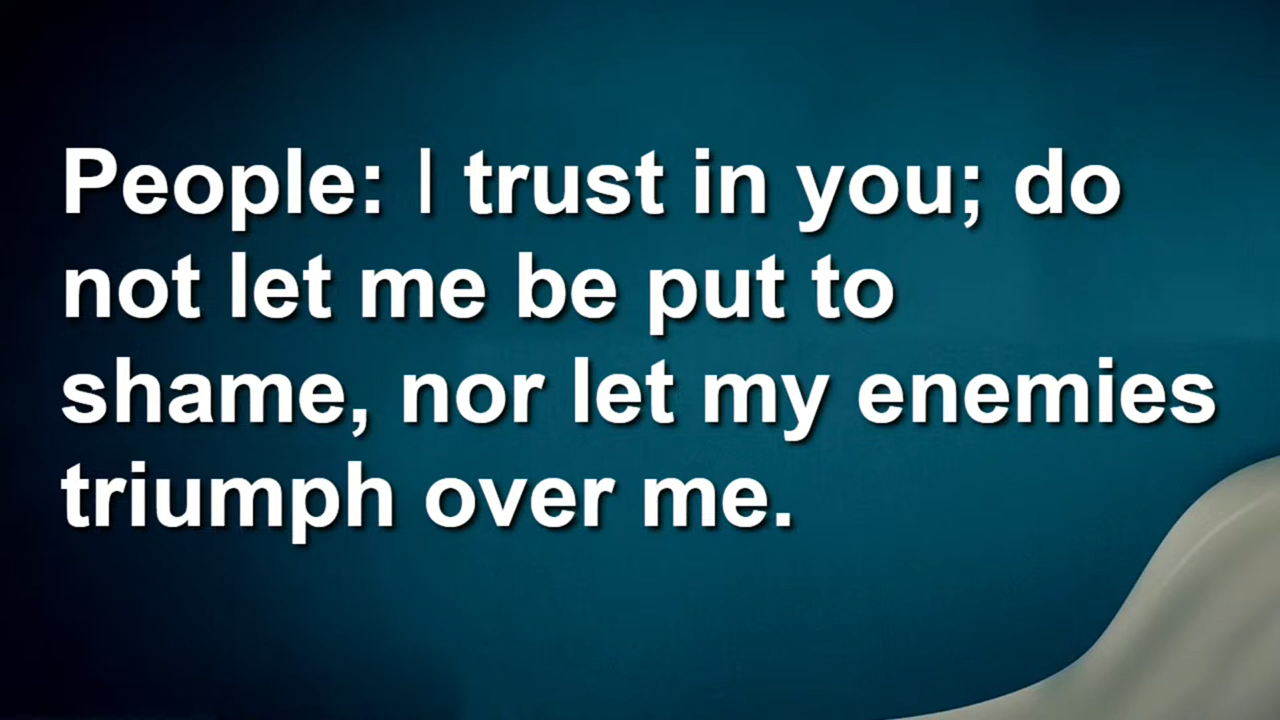 People: I trust in you; do
not let me be put to
shame, nor let my enemies
triumph over me.